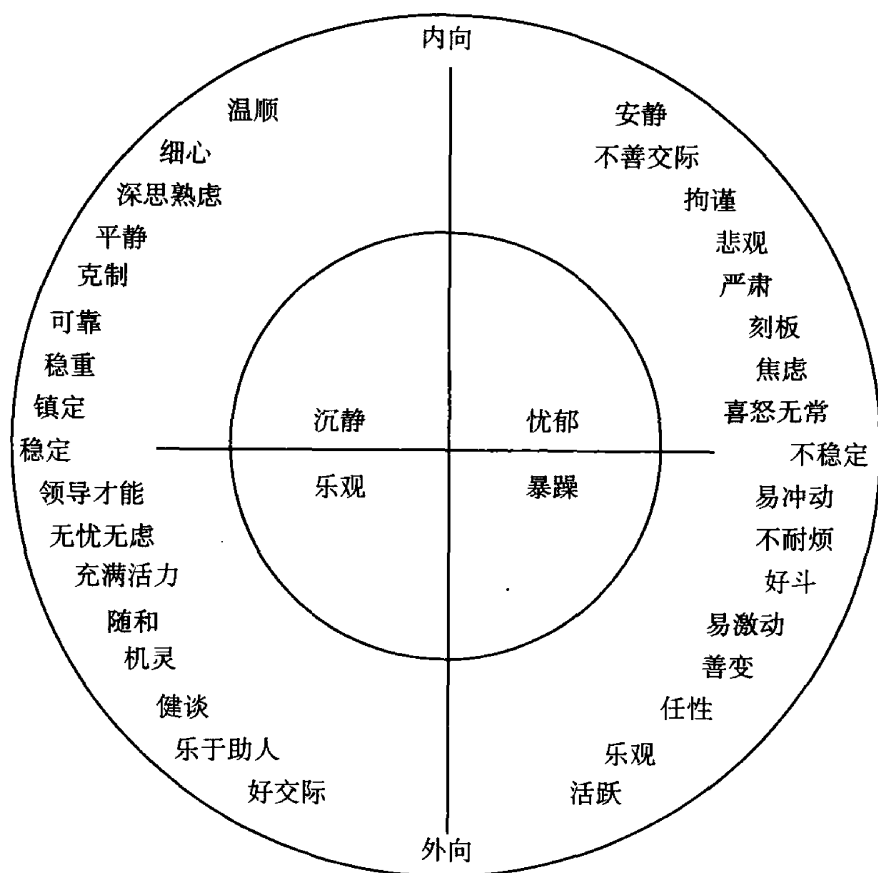 内向
温顺
安静
细心
不善交际
深思熟虑
拘谨
平静
悲观
克制
严肃
可靠
刻板
稳重
焦虑
镇定
喜怒无常
沉静
忧郁
稳定
不稳定
乐观
暴躁
领导才能
易冲动
无忧无虑
不耐烦
充满活力
好斗
随和
易激动
机灵
善变
健谈
任性
乐于助人
乐观
好交际
活跃
外向